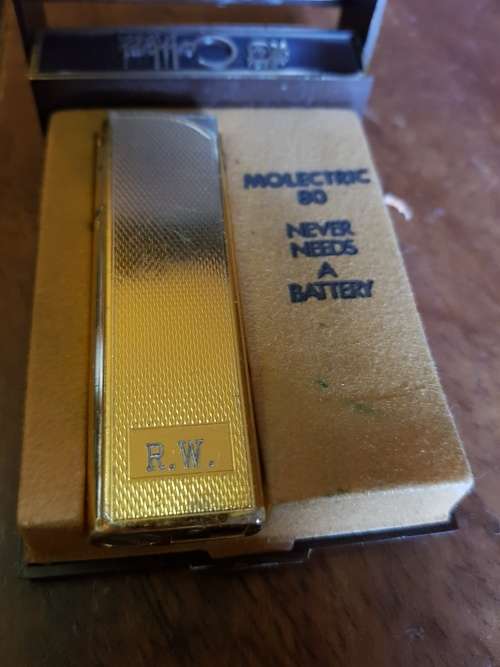 MOLECTRIC
80
NEVER
NEEDS
A
BATTERY
R.W.